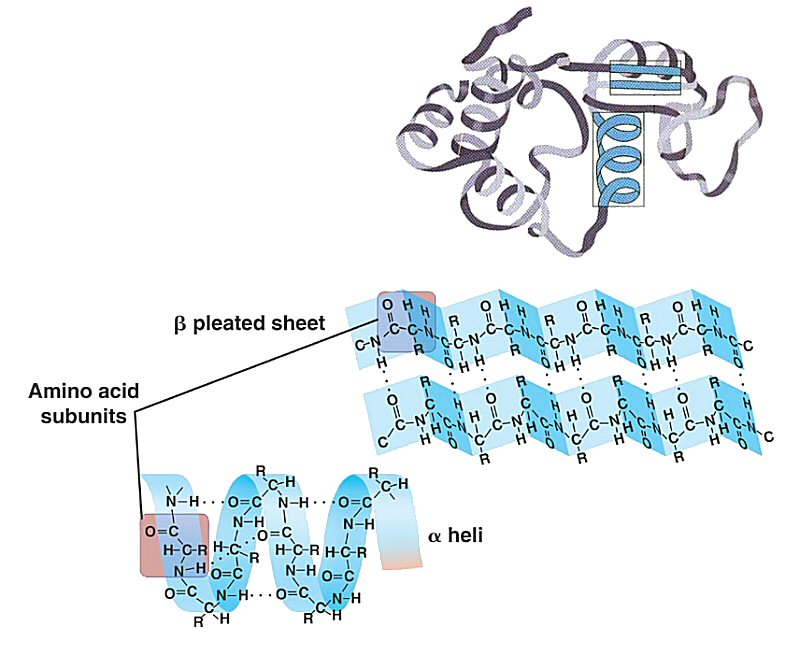 β pleated sheet
Amino acid
subunits
α heli
O H H R O H H R O H H R O H H
C N C C N C C N C C N C C N C C N C C N C C
H R O H H R O H H R O H H R O
O R H H O R H H O R H H O R H
C C C N C C N C C N C C N C C N C C N C C N C
H O R H O R H O R H O
R C H R C H
N H O C N H O C
O C N H O C N H
H C R H C R H C R H C R
N H O C N H O C
O C N H O C N H
R C H R C H